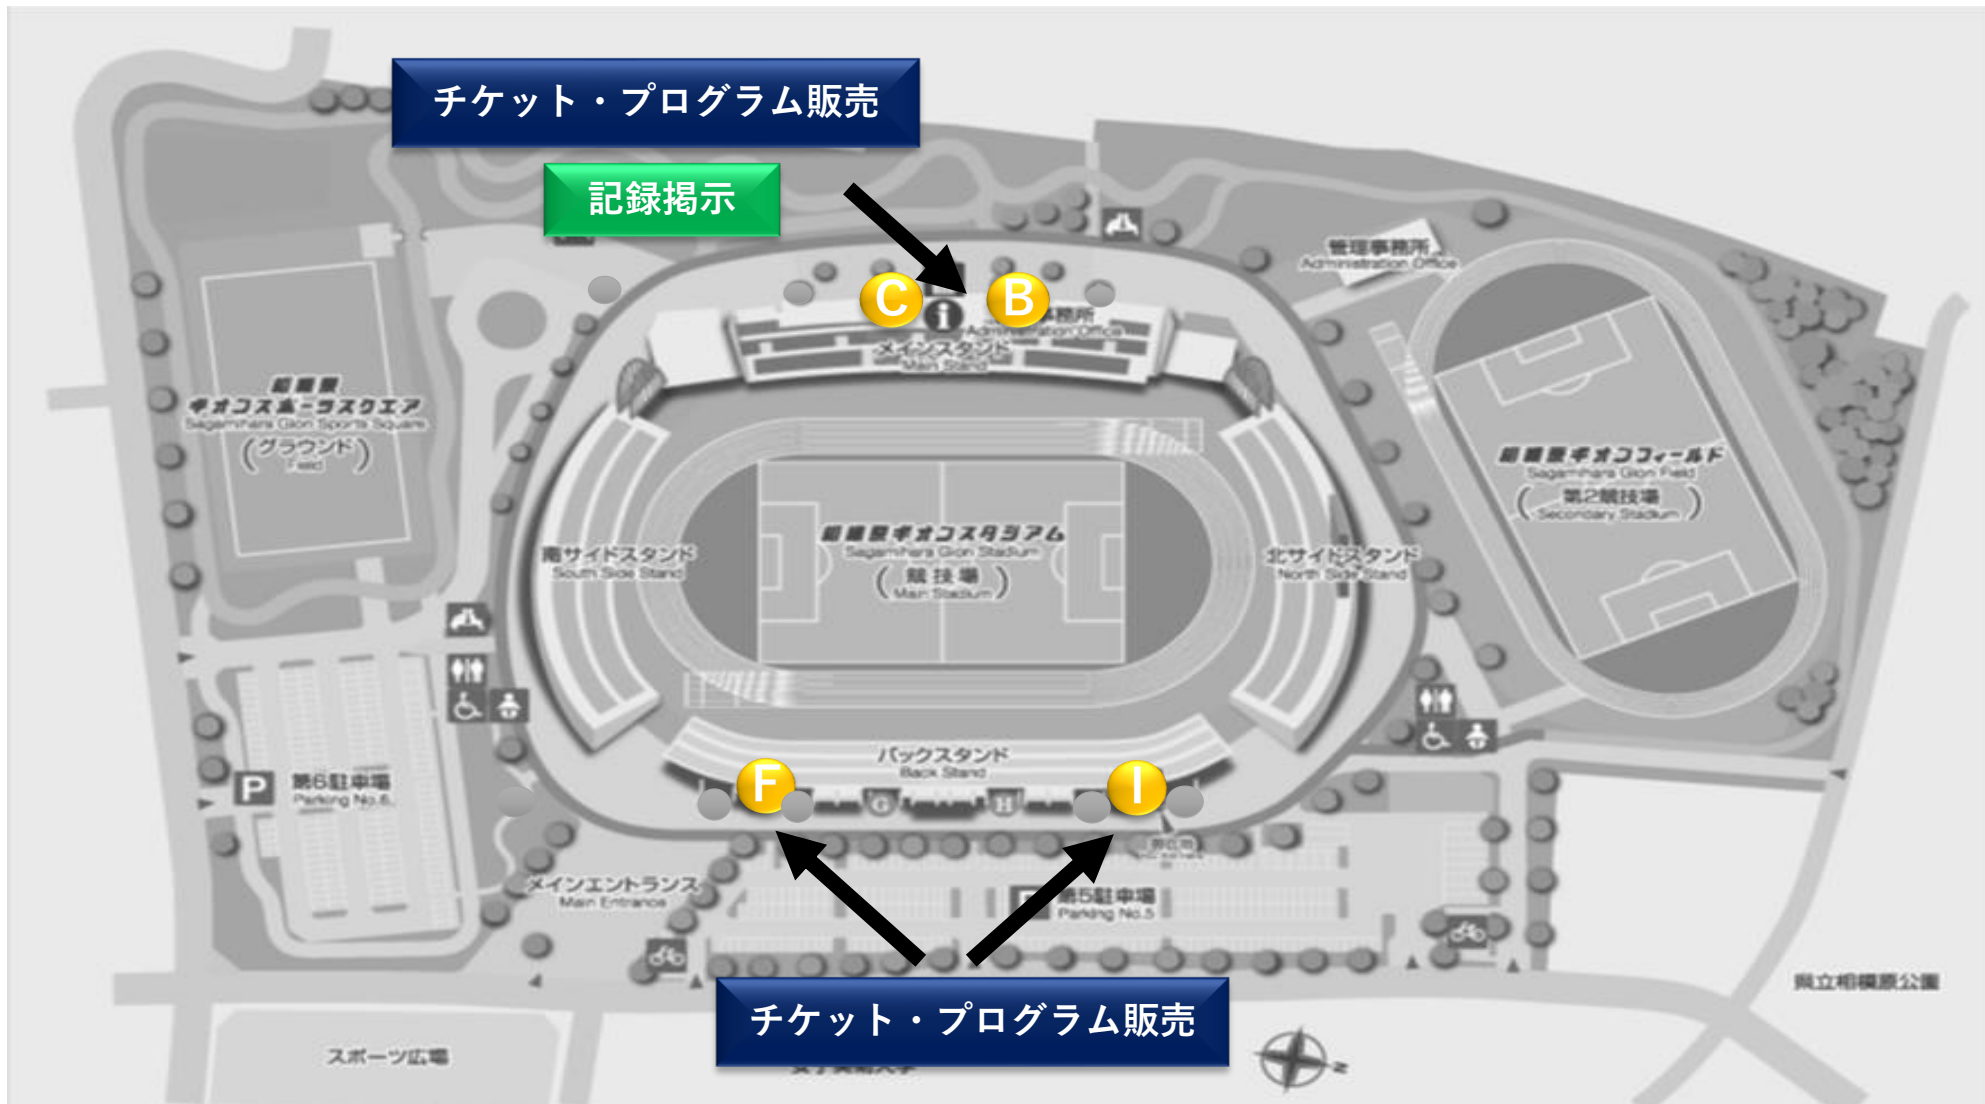 チケット・プログラム販売
記録掲示
C
B
i
事務所
Administration Office
メインスタンド
Main Stand
管理事務所
Administration Office
相模原
ギオンスポーツスクエア
Sagamihara Gion Sports Square
(グラウンド)
Field
相模原ギオンフィールド
Sagamihara Gion Field
(第2競技場)
Secondary Stadium
相模原ギオンスタジアム
Sagamihara Gion Stadium
(競技場)
Main Stadium
南サイドスタンド
South Side Stand
北サイドスタンド
North Side Stand
バックスタンド
Back Stand
F
G
H
I
P
第6駐車場
Parking No.6
メインエントランス
Main Entrance
第5駐車場
Parking No.5
チケット・プログラム販売
県立相模原公園
スポーツ広場
N